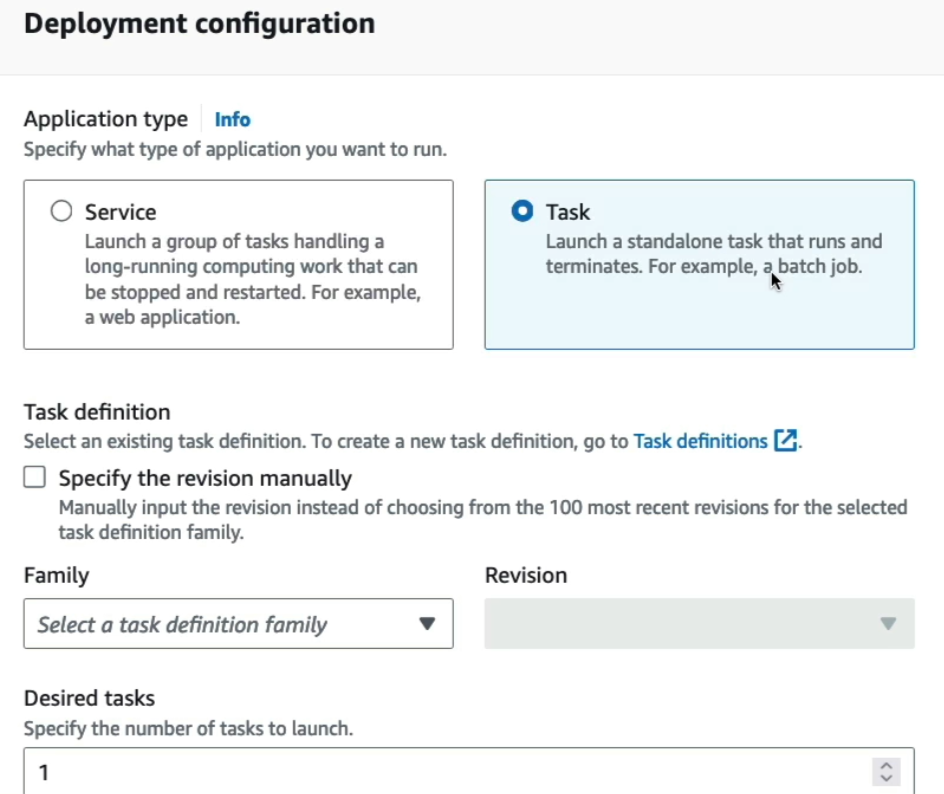 Deployment configuration
Application type Info
Specify what type of application you want to run.
Service
Launch a group of tasks handling a
long-running computing work that can
be stopped and restarted. For example,
a web application.
Task
Launch a standalone task that runs and
terminates. For example, a batch job.
Task definition
Select an existing task definition. To create a new task definition, go to Task definitions.
Specify the revision manually
Manually input the revision instead of choosing from the 100 most recent revisions for the selected
task definition family.
Family
Select a task definition family
Revision
Desired tasks
Specify the number of tasks to launch.
1